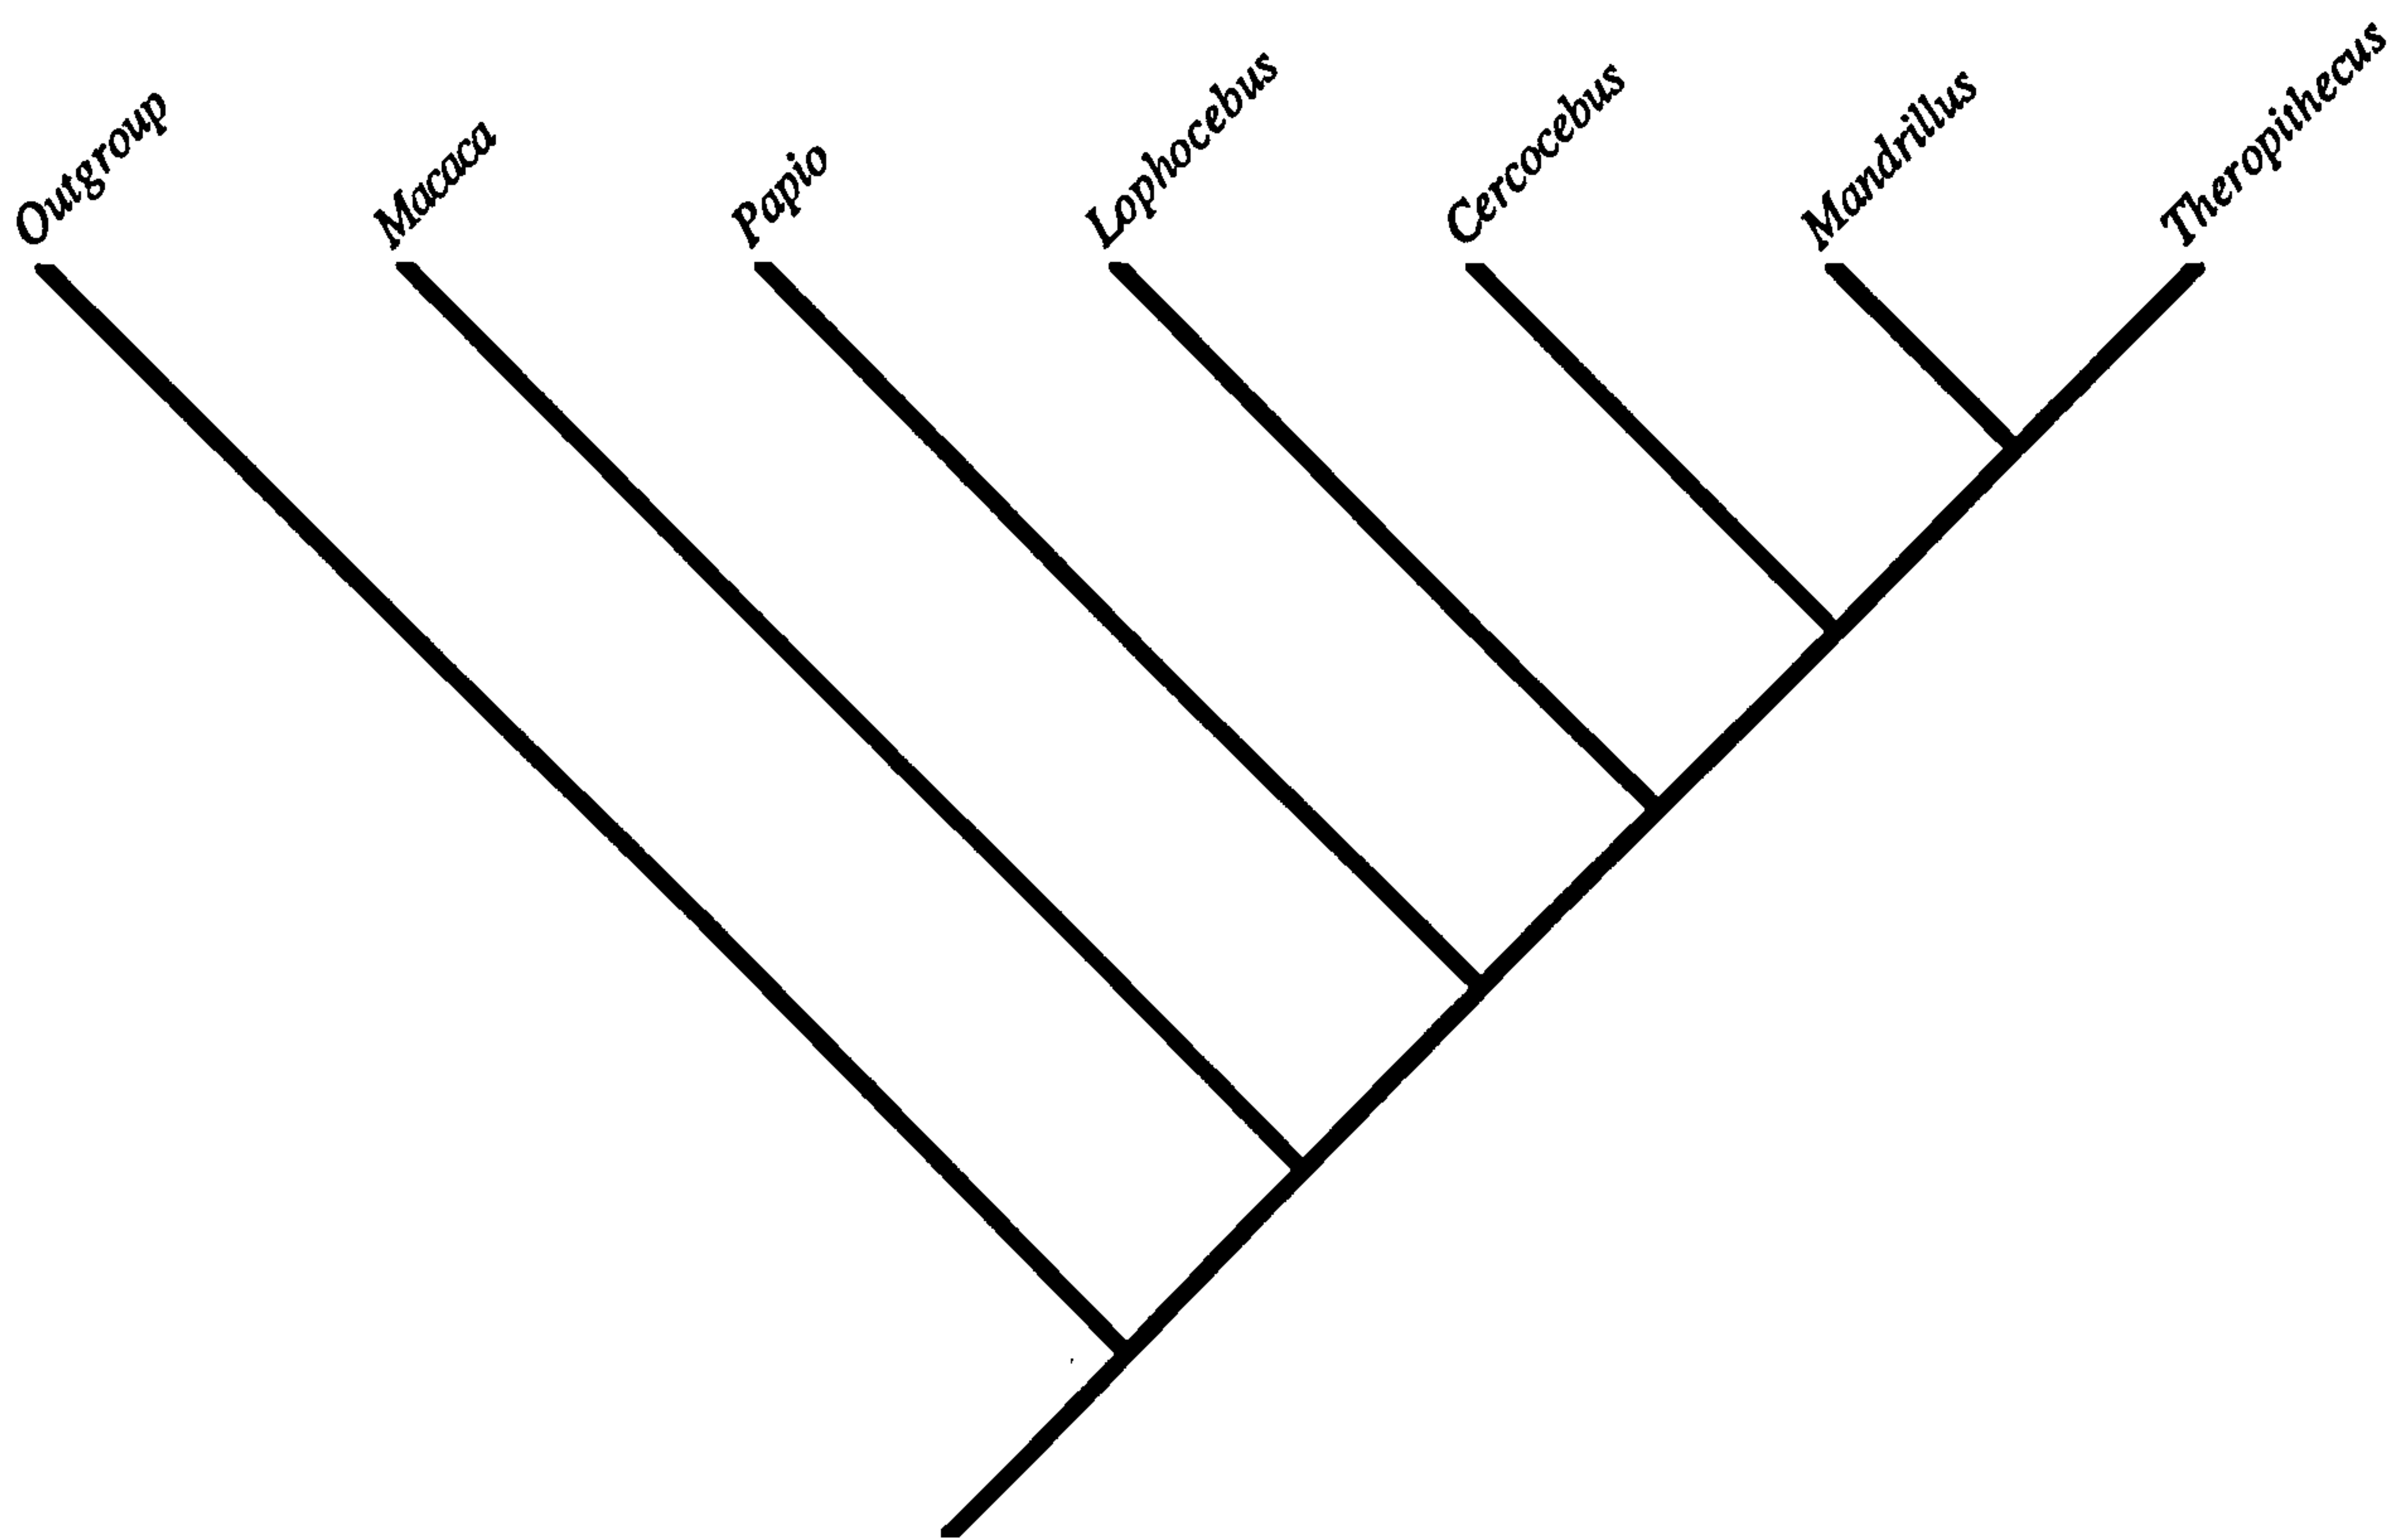 Outgroup
Macaca
Papio
Lophocebus
Cercocebus
Mandrillus
Theropithecus